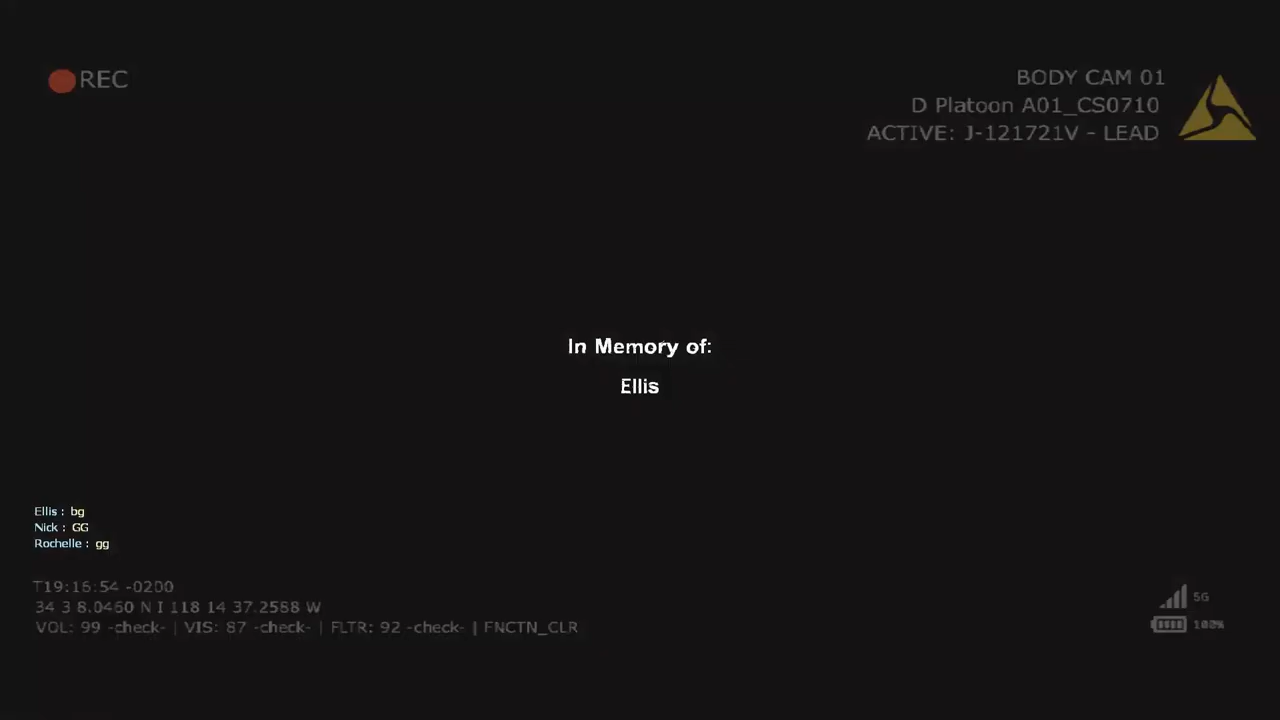 REC
BODY CAM 01
D Platoon A01_CS0710
ACTIVE: J-121721V - LEAD
In Memory of:
Ellis
Ellis : bg
Nick : GG
Rochelle : gg
T19:16:54 -0200
34 3 8.0460 N I 118 14 37.2588 W
VOL: 99 -check- | VIS: 87 -check- | FLTR: 92 -check- | FNCTN_CLR
5G
100%